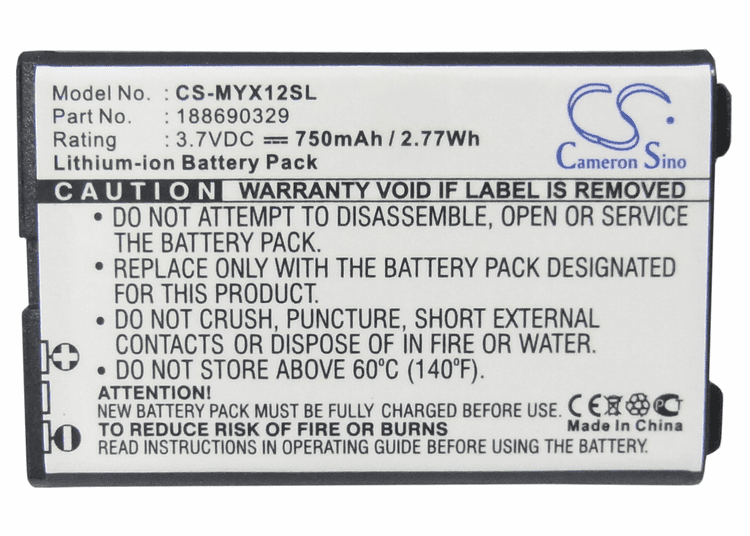 Model No. : CS-MYX12SL
Part No. : 188690329
Rating : 3.7VDC 750mAh / 2.77Wh
Lithium-ion Battery Pack
CS
Cameron Sino
CAUTION WARRANTY VOID IF LABEL IS REMOVED
• DO NOT ATTEMPT TO DISASSEMBLE, OPEN OR SERVICE
THE BATTERY PACK.
• REPLACE ONLY WITH THE BATTERY PACK DESIGNATED
FOR THIS PRODUCT.
• DO NOT CRUSH, PUNCTURE, SHORT EXTERNAL
CONTACTS OR DISPOSE OF IN FIRE OR WATER.
• DO NOT STORE ABOVE 60°C (140°F).
ATTENTION!
NEW BATTERY PACK MUST BE FULLY CHARGED BEFORE USE.
TO REDUCE RISK OF FIRE OR BURNS
READ INSTRUCTIONS IN OPERATING GUIDE BEFORE USING THE BATTERY.
CE
Made In China